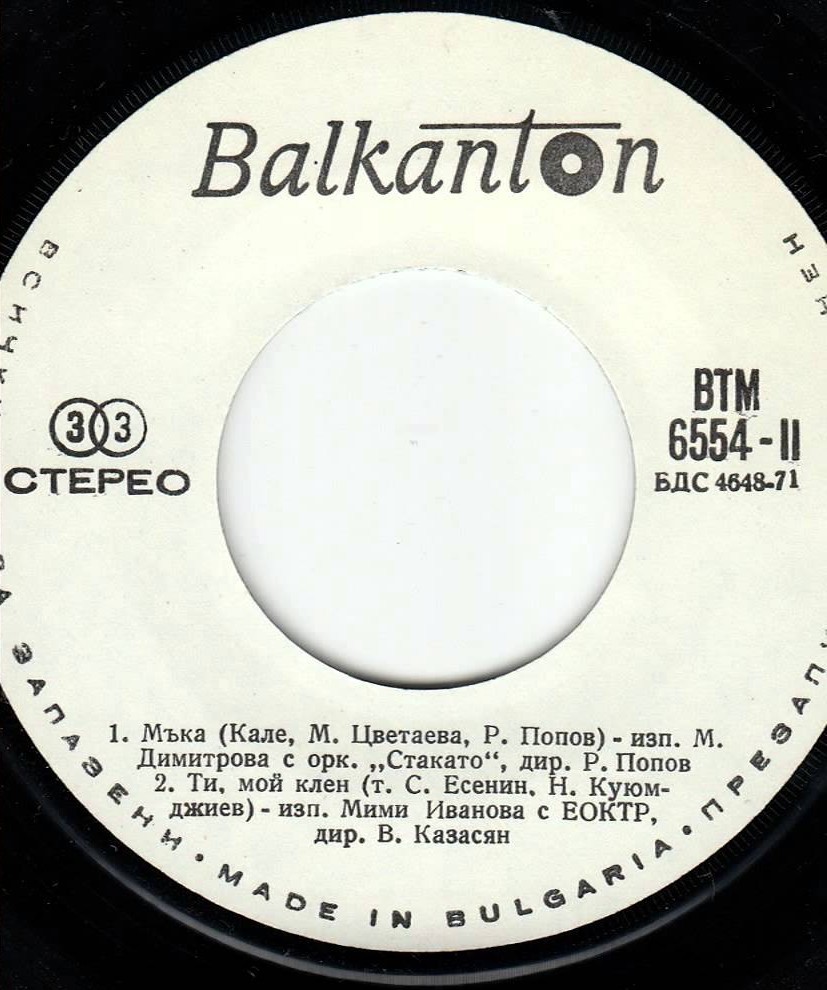 Balkanton
33
СТЕРЕО
ВТМ
6554-II
БДС 4648-71
1. Мъка (Кале, М. Цветаева, Р. Попов) - изп. М.
Димитрова с орк. „Стакато“, дир. Р. Попов
2. Ти, мой клен (т. С. Есенин, Н. Куюм-
джиев) - изп. Мими Иванова с ЕОКТР,
дир. В. Казасян
ЗАПАЗЕНИ • MADE IN BULGARIA •